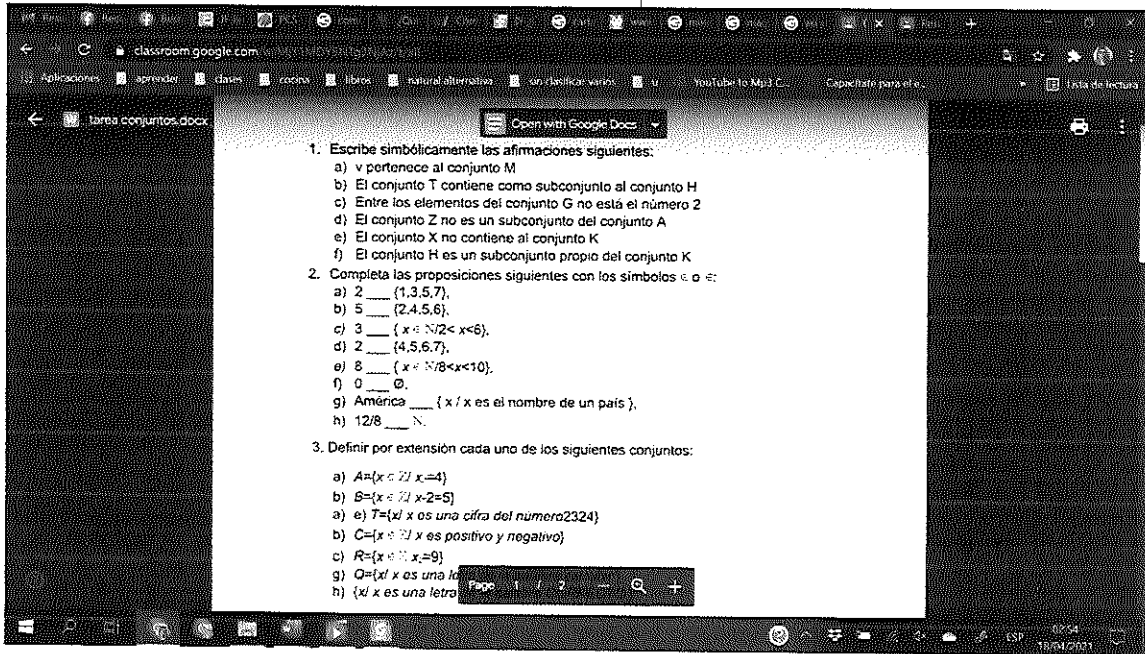 classroom.google.com
Aplicaciones aprender clases cocina libros natural alternativa sin clasificar varios u YouTube to Mp3 C... Capacitate para el e... Lista de lectura
tarea conjuntos.docx
Open with Google Docs
1. Escribe simbólicamente las afirmaciones siguientes:
a) v pertenece al conjunto M
b) El conjunto T contiene como subconjunto al conjunto H
c) Entre los elementos del conjunto G no está el número 2
d) El conjunto Z no es un subconjunto del conjunto A
e) El conjunto X no contiene al conjunto K
f) El conjunto H es un subconjunto propio del conjunto K
2. Completa las proposiciones siguientes con los símbolos ∈ o ∉:
a) 2 ___ {1,3,5,7},
b) 5 ___ {2,4,5,6},
c) 3 ___ { x ∈ ℕ/2< x<6},
d) 2 ___ {4,5,6,7},
e) 8 ___ { x ∈ ℕ/8<x<10},
f) 0 ___ Ø,
g) América ___ { x / x es el nombre de un país },
h) 12/8 ___ ℕ.
3. Definir por extensión cada uno de los siguientes conjuntos:
a) A={x ∈ ℤ/ x =4}
b) B={x ∈ ℤ/ x-2=5}
a) e) T={x/ x es una cifra del número2324}
b) C={x ∈ ℤ/ x es positivo y negativo}
c) R={x ∈ x =9}
g) Q={x/ x es una
h) {x/ x es una letra
Page 1 / 2
ESP
18/04/2021